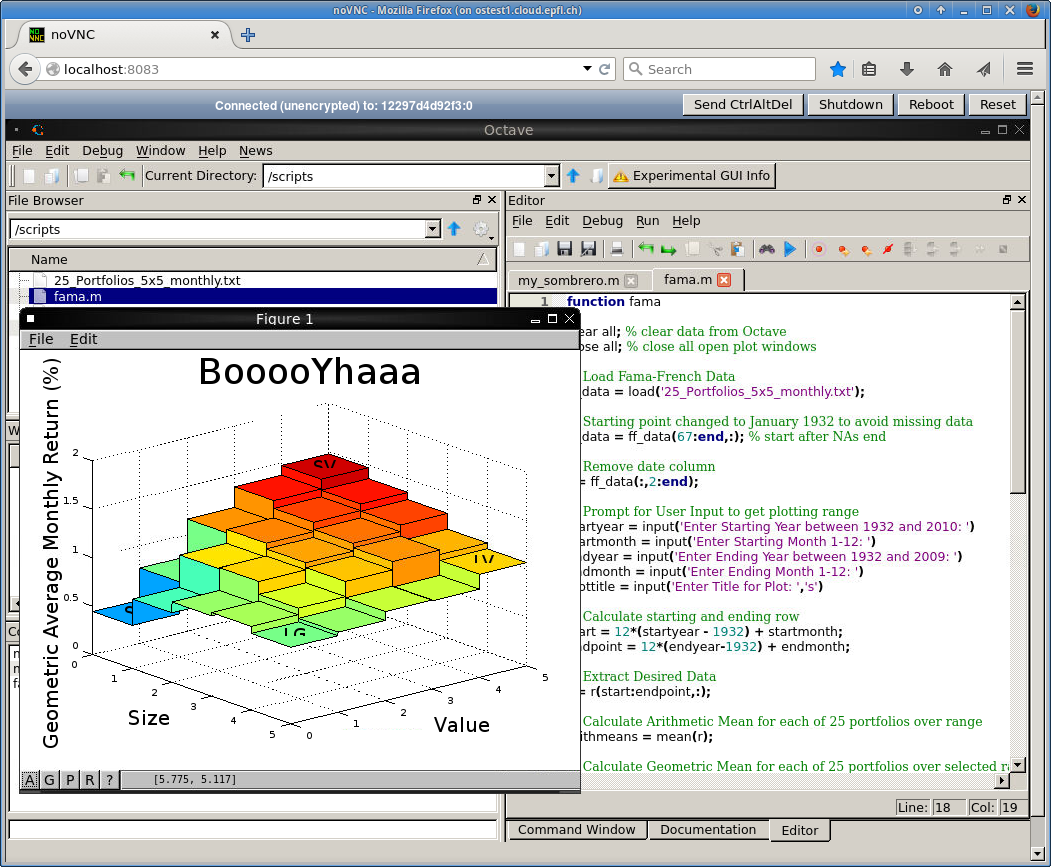 noVNC - Mozilla Firefox (on ostest1.cloud.epfl.ch)
noVNC
localhost:8083
Search
Connected (unencrypted) to: 12297d4d92f3:0
Send CtrlAltDel Shutdown Reboot Reset
Octave
File Edit Debug Window Help News
Current Directory: /scripts Experimental GUI Info
File Browser
/scripts
Name
25_Portfolios_5x5_monthly.txt
fama.m
Figure 1
File Edit
BooooYhaaa
Geometric Average Monthly Return (%)
2
1.5
1
0.5
0
SV
LV
LG
0 1 2 3 4 5
Size
0 1 2 3 4 5
Value
A G P R ? [5.775, 5.117]
Editor
File Edit Debug Run Help
my_sombrero.m fama.m
1 function fama
ear all; % clear data from Octave
ose all; % close all open plot windows
Load Fama-French Data
data = load('25_Portfolios_5x5_monthly.txt');
Starting point changed to January 1932 to avoid missing data
data = ff_data(67:end,:); % start after NAs end
Remove date column
= ff_data(:,2:end);
Prompt for User Input to get plotting range
artyear = input('Enter Starting Year between 1932 and 2010: ')
artmonth = input('Enter Starting Month 1-12: ')
ndyear = input('Enter Ending Year between 1932 and 2009: ')
ndmonth = input('Enter Ending Month 1-12: ')
ottitle = input('Enter Title for Plot: ','s')
Calculate starting and ending row
art = 12*(startyear - 1932) + startmonth;
ndpoint = 12*(endyear-1932) + endmonth;
Extract Desired Data
= r(start:endpoint,:);
Calculate Arithmetic Mean for each of 25 portfolios over range
ithmeans = mean(r);
Calculate Geometric Mean for each of 25 portfolios over selected r
Line: 18 Col: 19
Command Window Documentation Editor